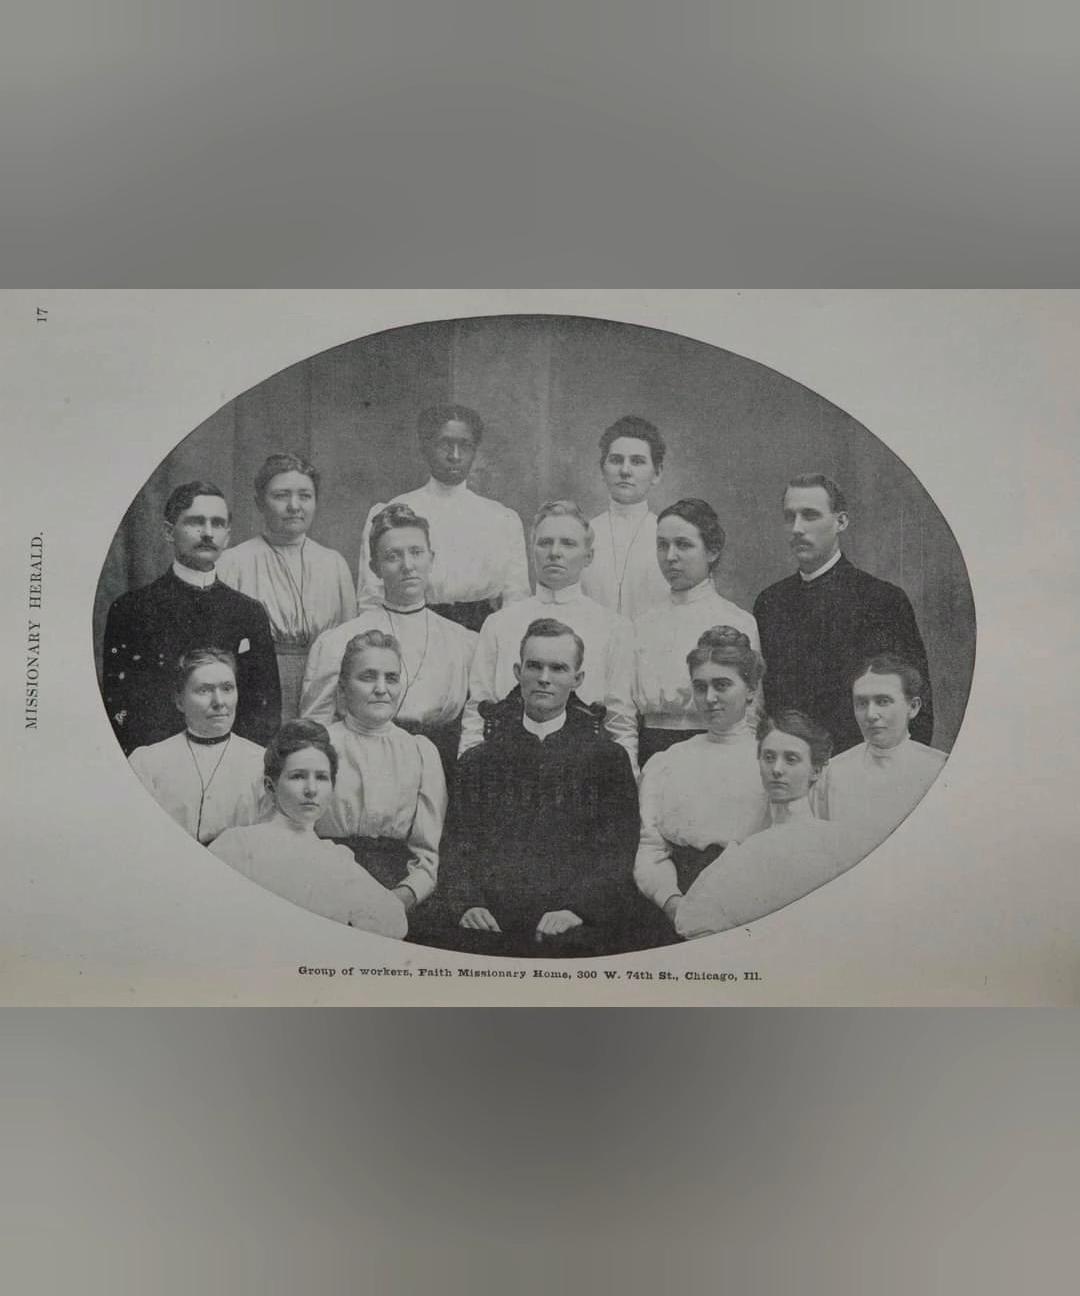 17
MISSIONARY HERALD.
Group of workers, Faith Missionary Home, 300 W. 74th St., Chicago, Ill.